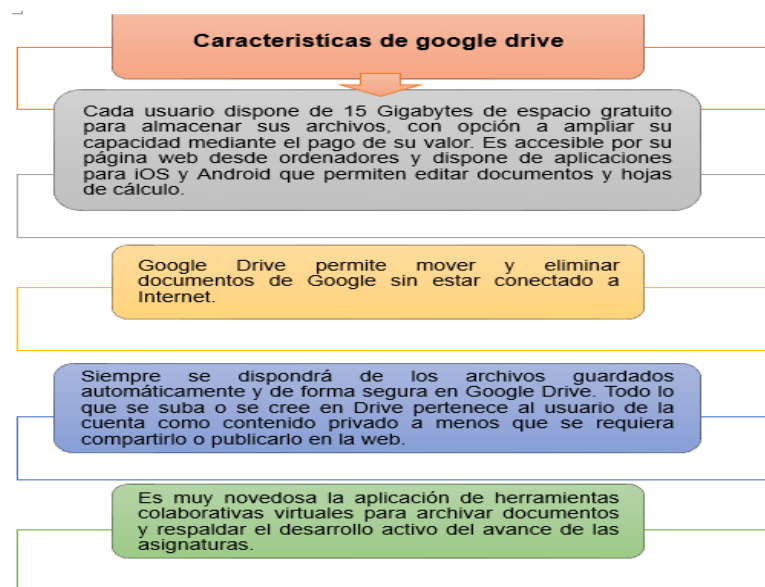 Caracteristícas de google drive
Cada usuario dispone de 15 Gigabytes de espacio gratuito
para almacenar sus archivos, con opción a ampliar su
capacidad mediante el pago de su valor. Es accesible por su
página web desde ordenadores y dispone de aplicaciones
para iOS y Android que permiten editar documentos y hojas
de cálculo.
Google Drive permite mover y eliminar
documentos de Google sin estar conectado a
Internet.
Siempre se dispondrá de los archivos guardados
automáticamente y de forma segura en Google Drive. Todo lo
que se suba o se cree en Drive pertenece al usuario de la
cuenta como contenido privado a menos que se requiera
compartirlo o publicarlo en la web.
Es muy novedosa la aplicación de herramientas
colaborativas virtuales para archivar documentos
y respaldar el desarrollo activo del avance de las
asignaturas.